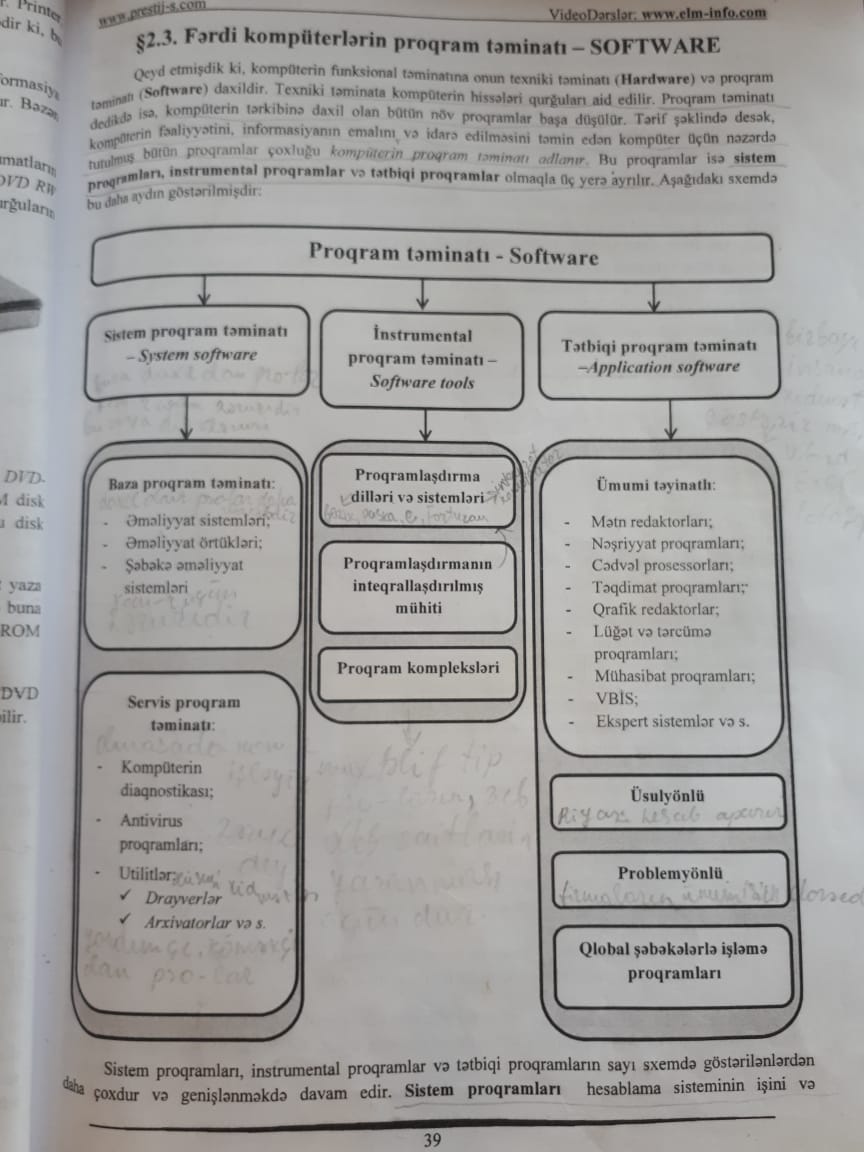 www.prestij-s.com
VideoDərslər: www.elm-info.com
§2.3. Fərdi kompüterlərin proqram təminatı – SOFTWARE
Qeyd etmişdik ki, kompüterin funksional təminatına onun texniki təminatı (Hardware) və proqram
təminatı (Software) daxildir. Texniki təminata kompüterin hissələri qurğuları aid edilir. Proqram təminatı
dedikdə isə, kompüterin tərkibinə daxil olan bütün növ proqramlar başa düşülür. Tərif şəklində desək,
kompüterin fəaliyyətini, informasiyanın emalını və idarə edilməsini təmin edən kompüter üçün nəzərdə
tutulmuş bütün proqramlar çoxluğu kompüterin proqram təminatı adlanır. Bu proqramlar isə sistem
proqramları, instrumental proqramlar və tətbiqi proqramlar olmaqla üç yerə ayrılır. Aşağıdakı sxemdə
bu daha aydın göstərilmişdir:
Proqram təminatı - Software
Sistem proqram təminatı
– System software
İnstrumental
proqram təminatı –
Software tools
Tətbiqi proqram təminatı
–Application software
Baza proqram təminatı:
- Əməliyyat sistemləri;
- Əməliyyat örtükləri;
- Şəbəkə əməliyyat
sistemləri
Servis proqram
təminatı:
- Kompüterin
diaqnostikası;
- Antivirus
proqramları;
- Utilitlər:
✓ Drayverlər
✓ Arxivatorlar və s.
Proqramlaşdırma
dilləri və sistemləri
Proqramlaşdırmanın
inteqrallaşdırılmış
mühiti
Proqram kompleksləri
Ümumi təyinatlı:
- Mətn redaktorları;
- Nəşriyyat proqramları;
- Cədvəl prosessorları;
- Təqdimat proqramları;
- Qrafik redaktorlar;
- Lüğət və tərcümə
proqramları;
- Mühasibat proqramları;
- VBİS;
- Ekspert sistemlər və s.
Üsulyönlü
Problemyönlü
Qlobal şəbəkələrlə işləmə
proqramları
Sistem proqramları, instrumental proqramlar və tətbiqi proqramların sayı sxemdə göstərilənlərdən
daha çoxdur və genişlənməkdə davam edir. Sistem proqramları hesablama sisteminin işini və
39